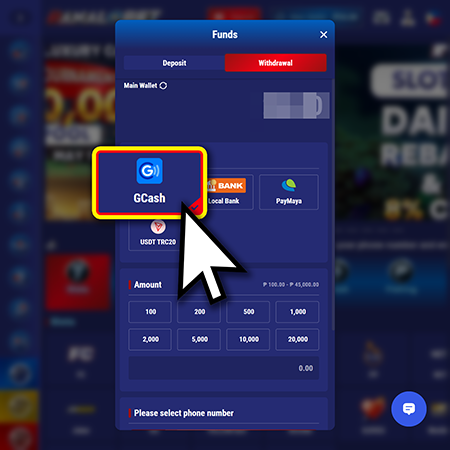 Funds
Deposit
Withdrawal
Main Wallet
GCash
BANK
Local Bank
PayMaya
USDT TRC20
Amount
₱ 100.00 - ₱ 45,000.00
100
200
500
1,000
2,000
5,000
10,000
20,000
0.00
Please select phone number
SLO
DAI
REBA
&
8% C